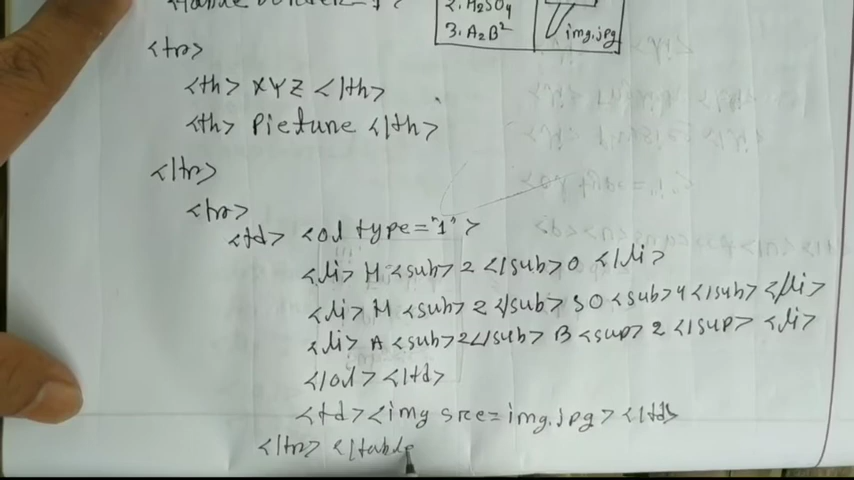 2. H₂SO₄
3. A₂B²
img.jpg
<tr>
<th> XYZ </th>
<th> Picture </th>
</tr>
<tr>
<td> <ol type="1">
<li> H <sub> 2 </sub> O </li>
<li> H <sub> 2 </sub> SO <sub> 4 </sub> </li>
<li> A <sub> 2 </sub> B <sup> 2 </sup> <li>
</ol> </td>
<td><img src=img.jpg> </td>
</tr> </table